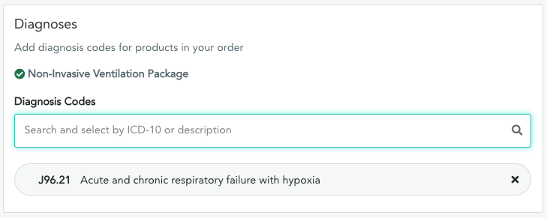 Diagnoses
Add diagnosis codes for products in your order
Non-Invasive Ventilation Package
Diagnosis Codes
Search and select by ICD-10 or description
J96.21 Acute and chronic respiratory failure with hypoxia